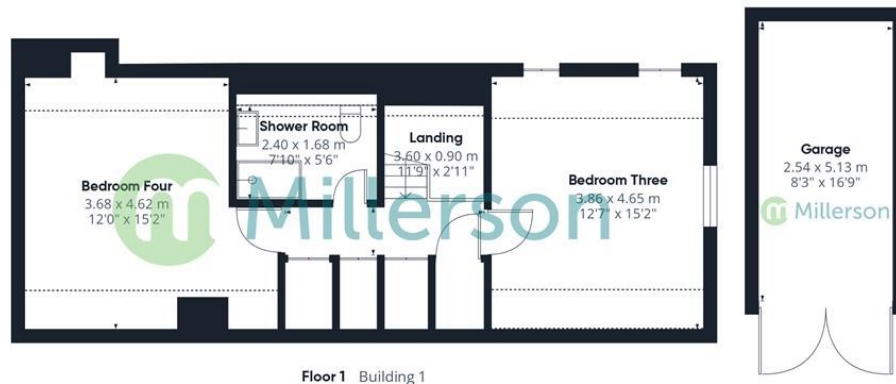 Shower Room
2.40 x 1.68 m
7'10" x 5'6"
Landing
3.60 x 0.90 m
11'9" x 2'11"
Bedroom Four
3.68 x 4.62 m
12'0" x 15'2"
Bedroom Three
3.86 x 4.65 m
12'7" x 15'2"
m Millerson
Garage
2.54 x 5.13 m
8'3" x 16'9"
m Millerson
Floor 1 Building 1